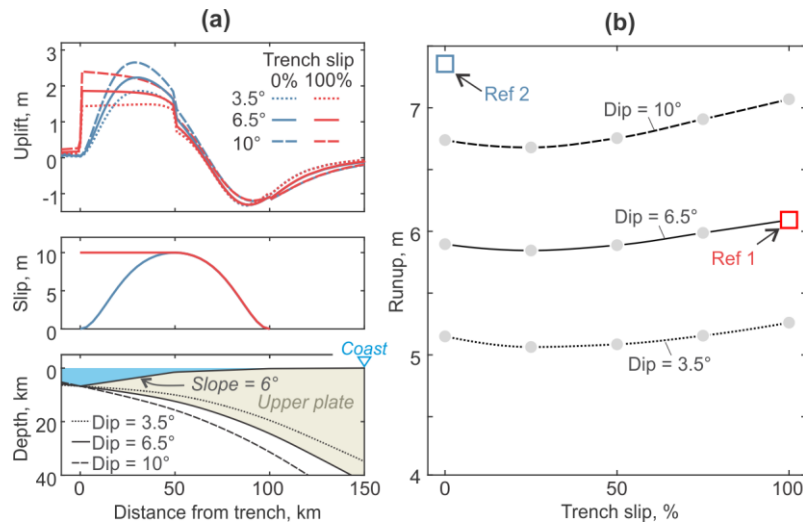 (a)
Uplift, m
3
2
1
0
-1
Trench slip
0% 100%
3.5°
6.5°
10°
Slip, m
10
5
0
Coast
Depth, km
0
20
40
Slope = 6°
Upper plate
Dip = 3.5°
Dip = 6.5°
Dip = 10°
0 50 100 150
Distance from trench, km
(b)
Runup, m
7
6
5
4
Ref 2
Dip = 10°
Dip = 6.5°
Ref 1
Dip = 3.5°
0 50 100
Trench slip, %